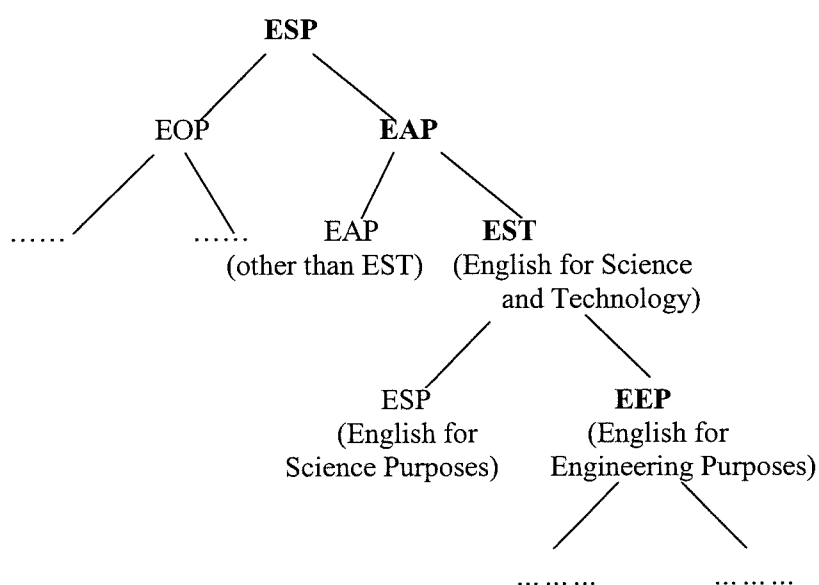 ESP
EOP EAP
…… …… EAP EST
(other than EST) (English for Science
and Technology)
ESP EEP
(English for (English for
Science Purposes) Engineering Purposes)
……… ………